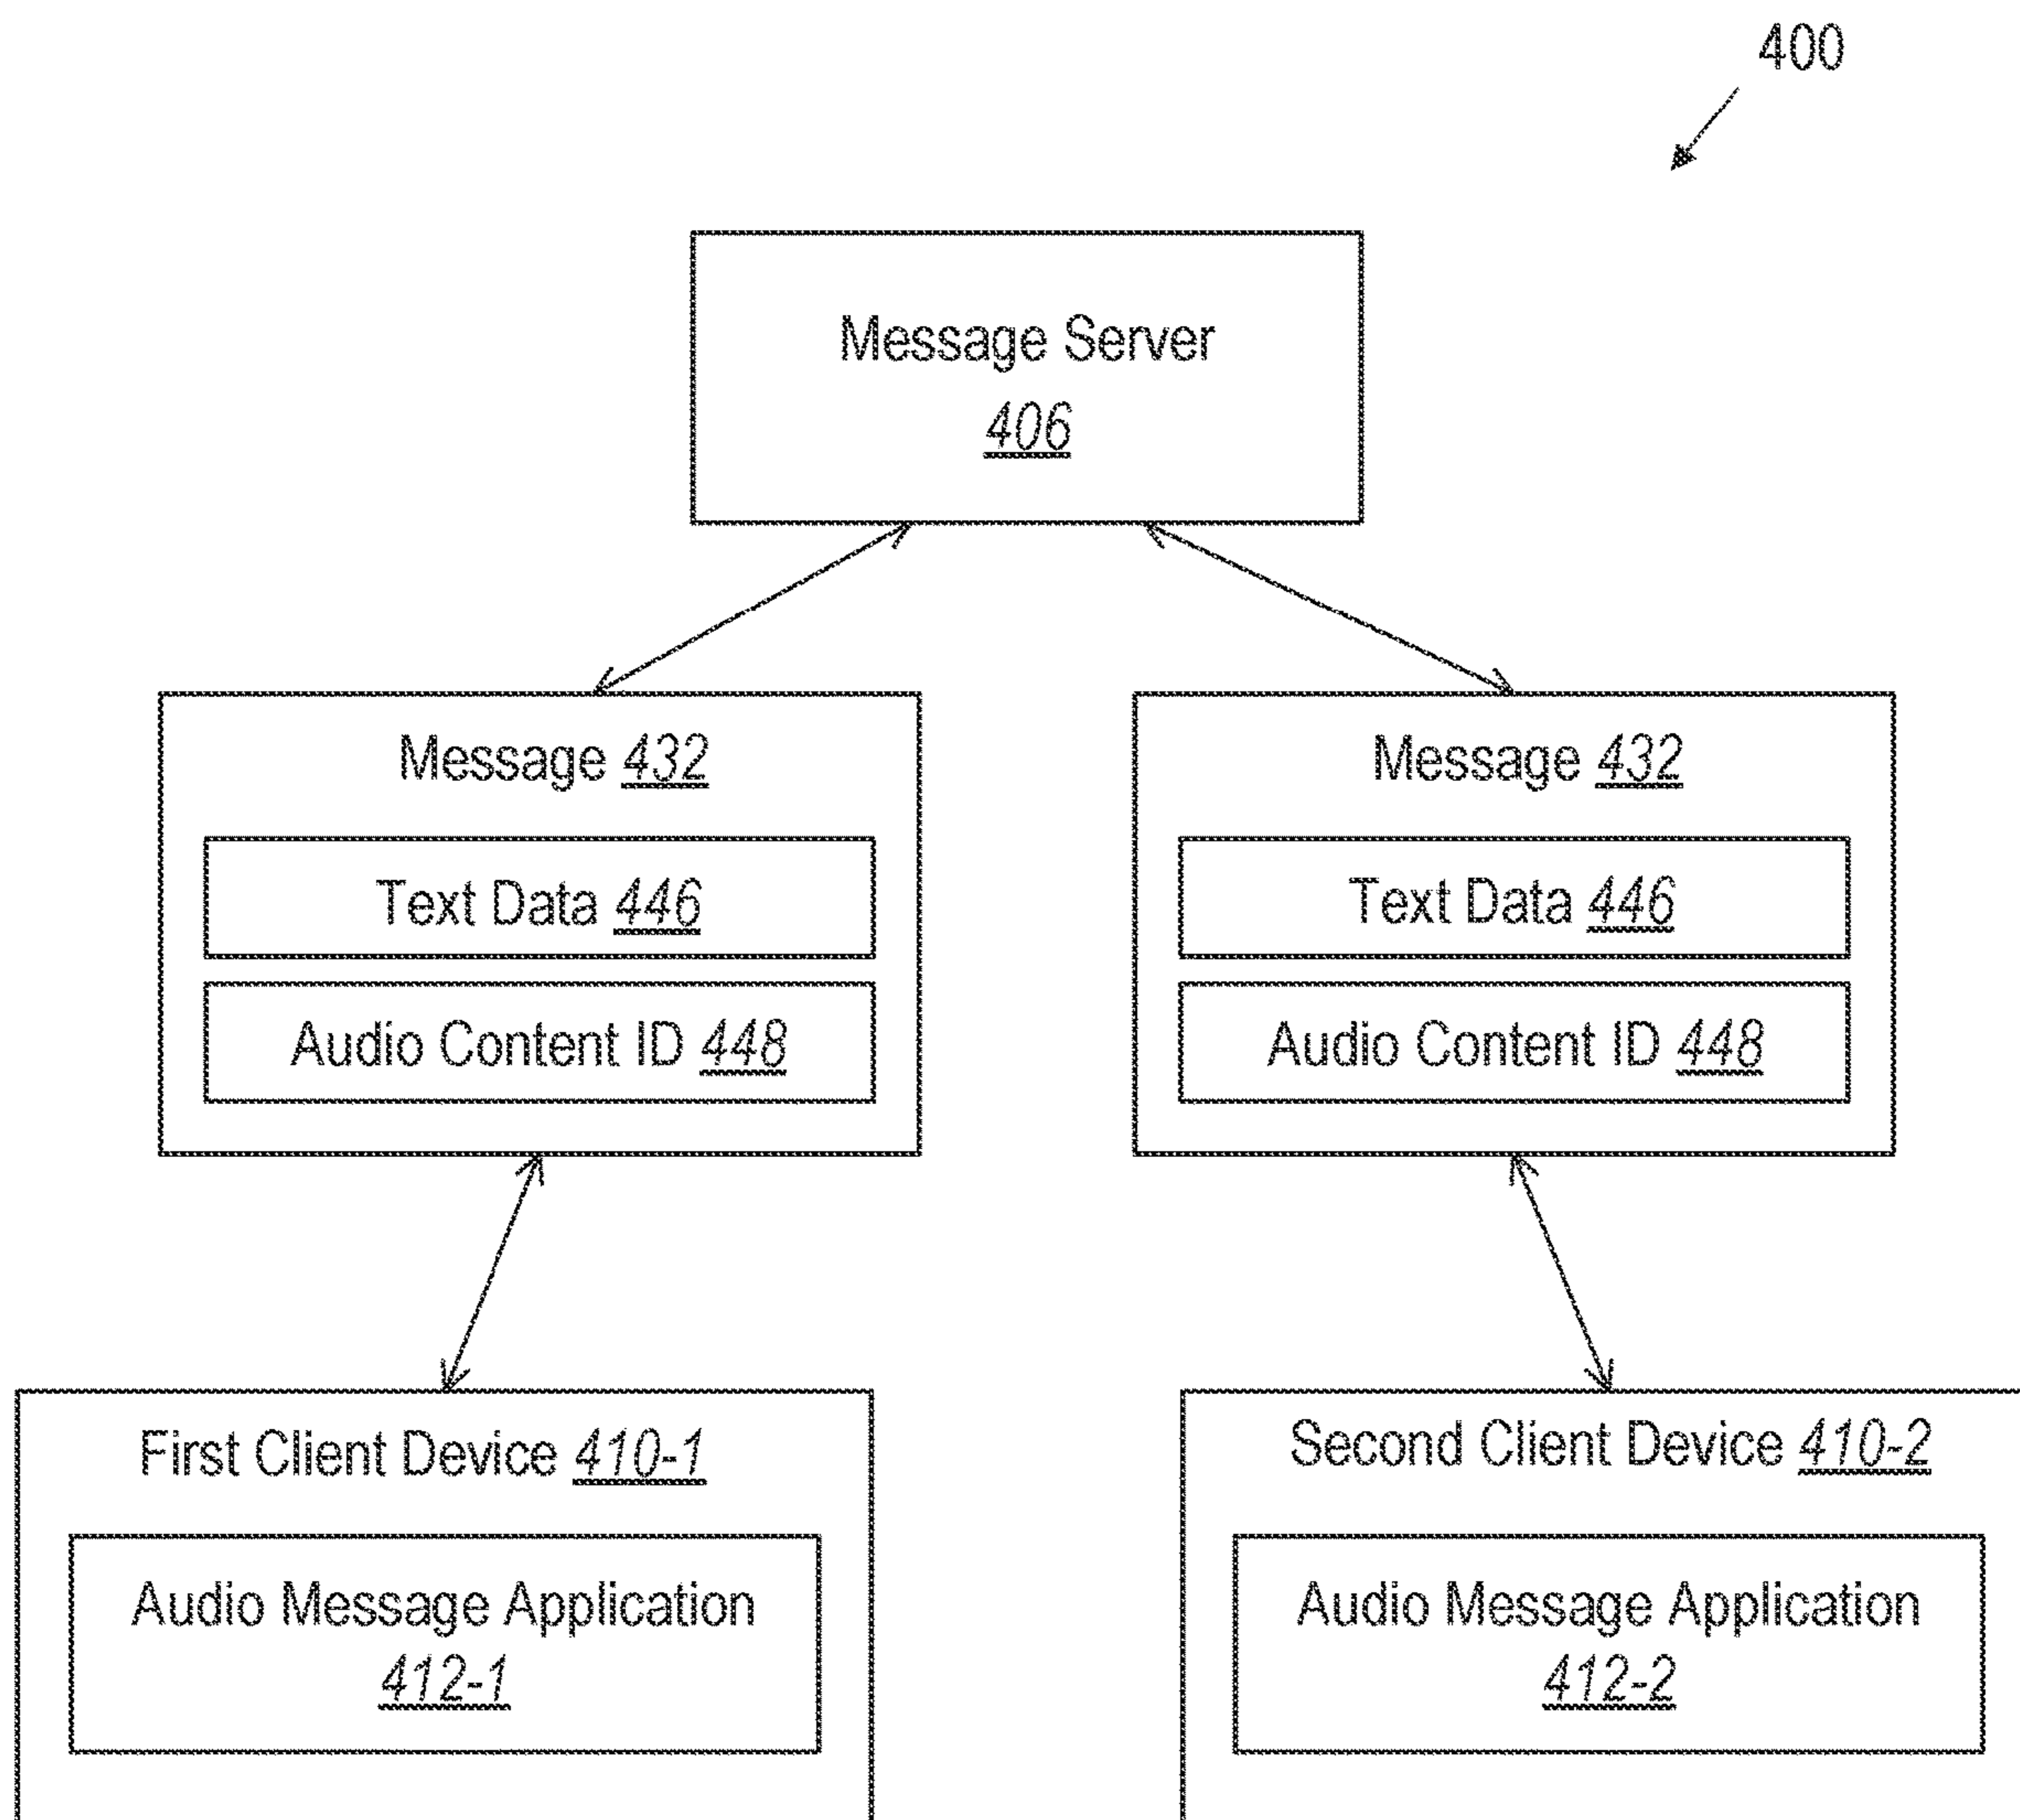 400
Message Server
406
Message 432
Text Data 446
Audio Content ID 448
Message 432
Text Data 446
Audio Content ID 448
First Client Device 410-1
Audio Message Application
412-1
Second Client Device 410-2
Audio Message Application
412-2